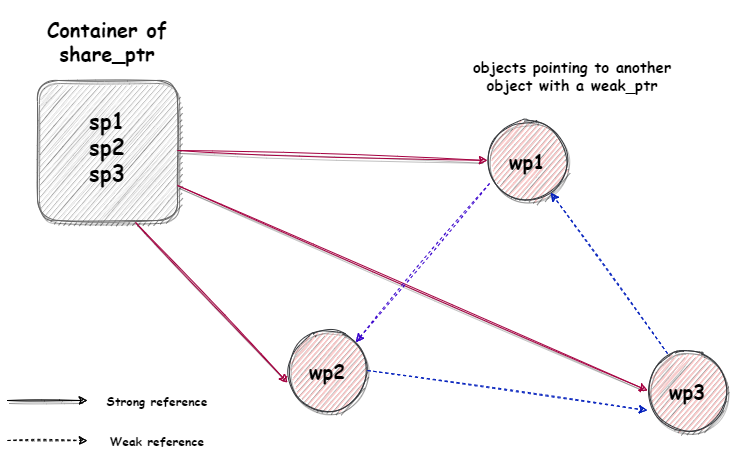 Container of
share_ptr
sp1
sp2
sp3
objects pointing to another
object with a weak_ptr
wp1
wp2
wp3
Strong reference
Weak reference